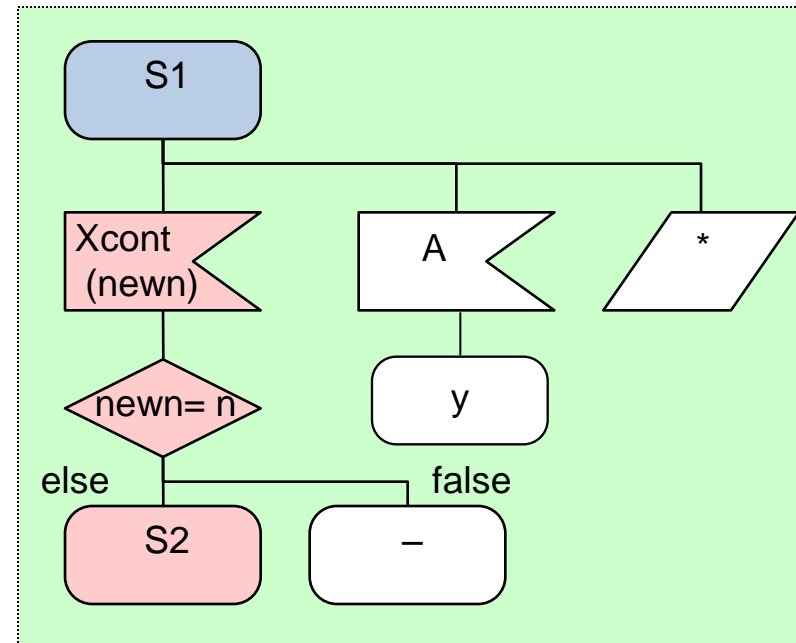 S1
Xcont
(newn)
A
*
newn= n
y
else
false
S2
–